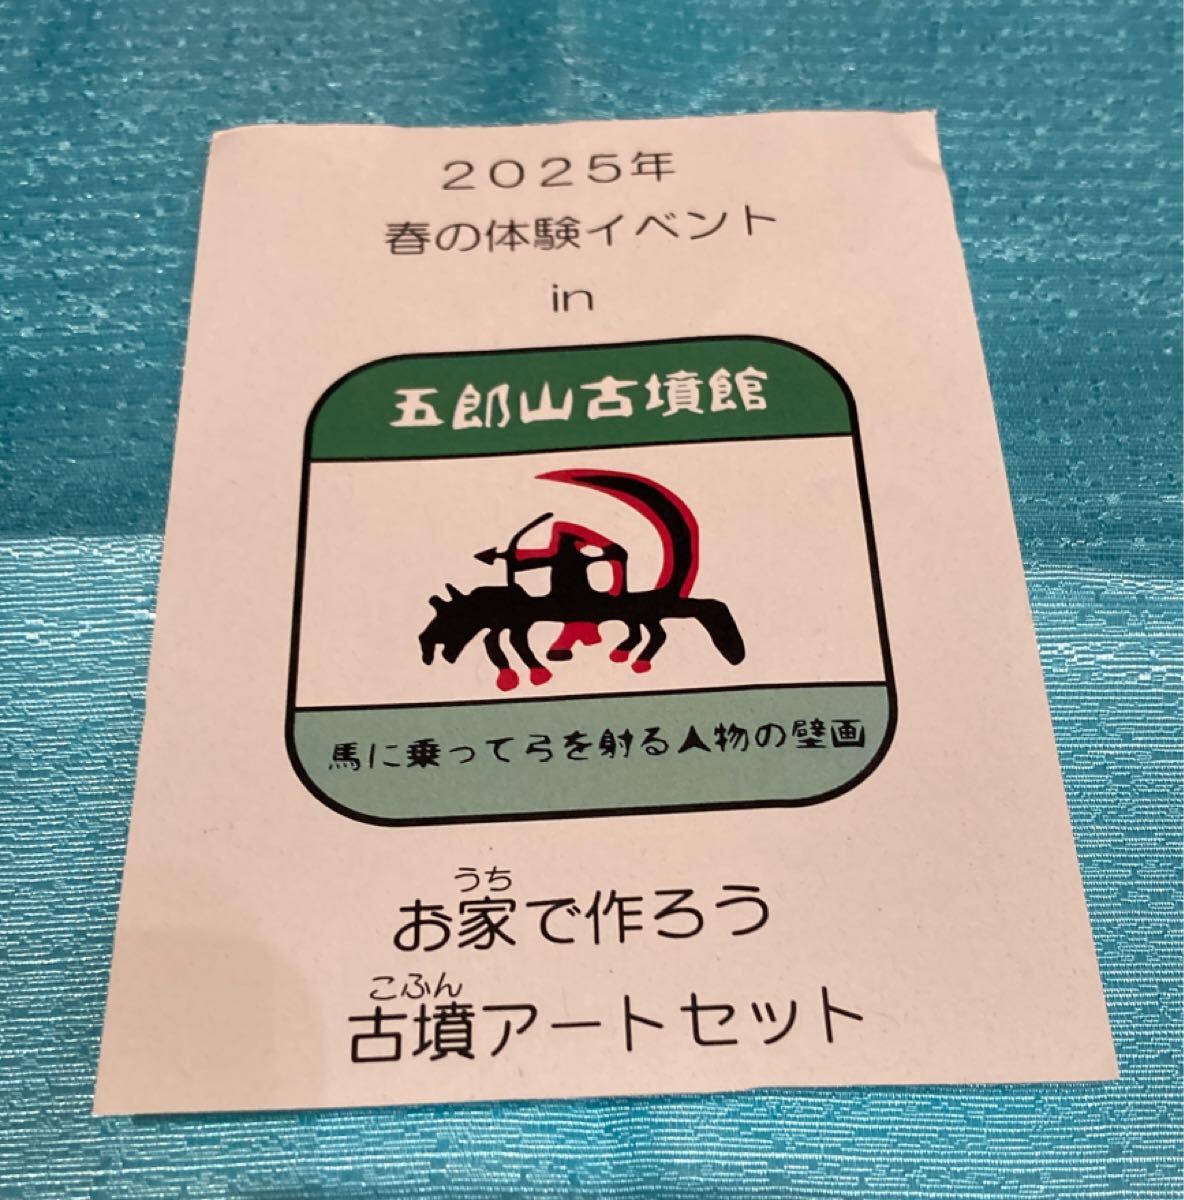 ２０２５年
春の体験イベント
in
五郎山古墳館
馬に乗って弓を射る人物の壁画
うち
お家で作ろう
こふん
古墳アートセット